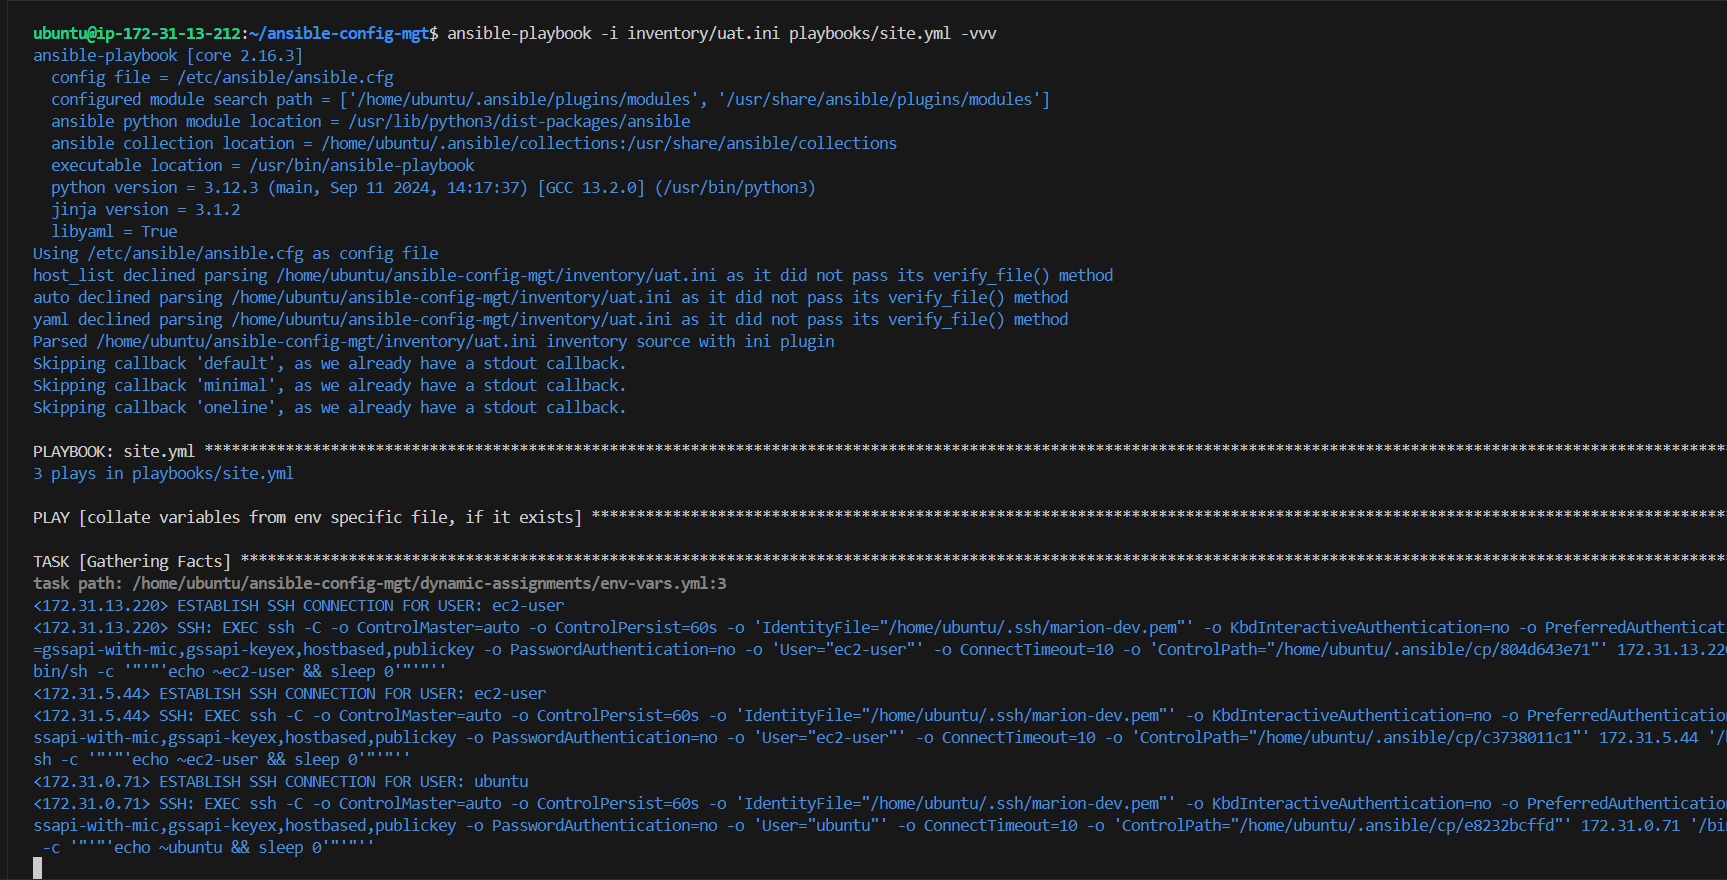 ubuntu@ip-172-31-13-212:~/ansible-config-mgt$ ansible-playbook -i inventory/uat.ini playbooks/site.yml -vvv
ansible-playbook [core 2.16.3]
  config file = /etc/ansible/ansible.cfg
  configured module search path = ['/home/ubuntu/.ansible/plugins/modules', '/usr/share/ansible/plugins/modules']
  ansible python module location = /usr/lib/python3/dist-packages/ansible
  ansible collection location = /home/ubuntu/.ansible/collections:/usr/share/ansible/collections
  executable location = /usr/bin/ansible-playbook
  python version = 3.12.3 (main, Sep 11 2024, 14:17:37) [GCC 13.2.0] (/usr/bin/python3)
  jinja version = 3.1.2
  libyaml = True
Using /etc/ansible/ansible.cfg as config file
host_list declined parsing /home/ubuntu/ansible-config-mgt/inventory/uat.ini as it did not pass its verify_file() method
auto declined parsing /home/ubuntu/ansible-config-mgt/inventory/uat.ini as it did not pass its verify_file() method
yaml declined parsing /home/ubuntu/ansible-config-mgt/inventory/uat.ini as it did not pass its verify_file() method
Parsed /home/ubuntu/ansible-config-mgt/inventory/uat.ini inventory source with ini plugin
Skipping callback 'default', as we already have a stdout callback.
Skipping callback 'minimal', as we already have a stdout callback.
Skipping callback 'oneline', as we already have a stdout callback.
PLAYBOOK: site.yml *************************************************************************************************************************************************************************
3 plays in playbooks/site.yml
PLAY [collate variables from env specific file, if it exists] ******************************************************************************************************************************
TASK [Gathering Facts] *********************************************************************************************************************************************************************
task path: /home/ubuntu/ansible-config-mgt/dynamic-assignments/env-vars.yml:3
<172.31.13.220> ESTABLISH SSH CONNECTION FOR USER: ec2-user
<172.31.13.220> SSH: EXEC ssh -C -o ControlMaster=auto -o ControlPersist=60s -o 'IdentityFile="/home/ubuntu/.ssh/marion-dev.pem"' -o KbdInteractiveAuthentication=no -o PreferredAuthenticati
=gssapi-with-mic,gssapi-keyex,hostbased,publickey -o PasswordAuthentication=no -o 'User="ec2-user"' -o ConnectTimeout=10 -o 'ControlPath="/home/ubuntu/.ansible/cp/804d643e71"' 172.31.13.220
bin/sh -c '"'"'echo ~ec2-user && sleep 0'"'"''
<172.31.5.44> ESTABLISH SSH CONNECTION FOR USER: ec2-user
<172.31.5.44> SSH: EXEC ssh -C -o ControlMaster=auto -o ControlPersist=60s -o 'IdentityFile="/home/ubuntu/.ssh/marion-dev.pem"' -o KbdInteractiveAuthentication=no -o PreferredAuthentication
ssapi-with-mic,gssapi-keyex,hostbased,publickey -o PasswordAuthentication=no -o 'User="ec2-user"' -o ConnectTimeout=10 -o 'ControlPath="/home/ubuntu/.ansible/cp/c3738011c1"' 172.31.5.44 '/b
sh -c '"'"'echo ~ec2-user && sleep 0'"'"''
<172.31.0.71> ESTABLISH SSH CONNECTION FOR USER: ubuntu
<172.31.0.71> SSH: EXEC ssh -C -o ControlMaster=auto -o ControlPersist=60s -o 'IdentityFile="/home/ubuntu/.ssh/marion-dev.pem"' -o KbdInteractiveAuthentication=no -o PreferredAuthentication
ssapi-with-mic,gssapi-keyex,hostbased,publickey -o PasswordAuthentication=no -o 'User="ubuntu"' -o ConnectTimeout=10 -o 'ControlPath="/home/ubuntu/.ansible/cp/e8232bcffd"' 172.31.0.71 '/bin
 -c '"'"'echo ~ubuntu && sleep 0'"'"''